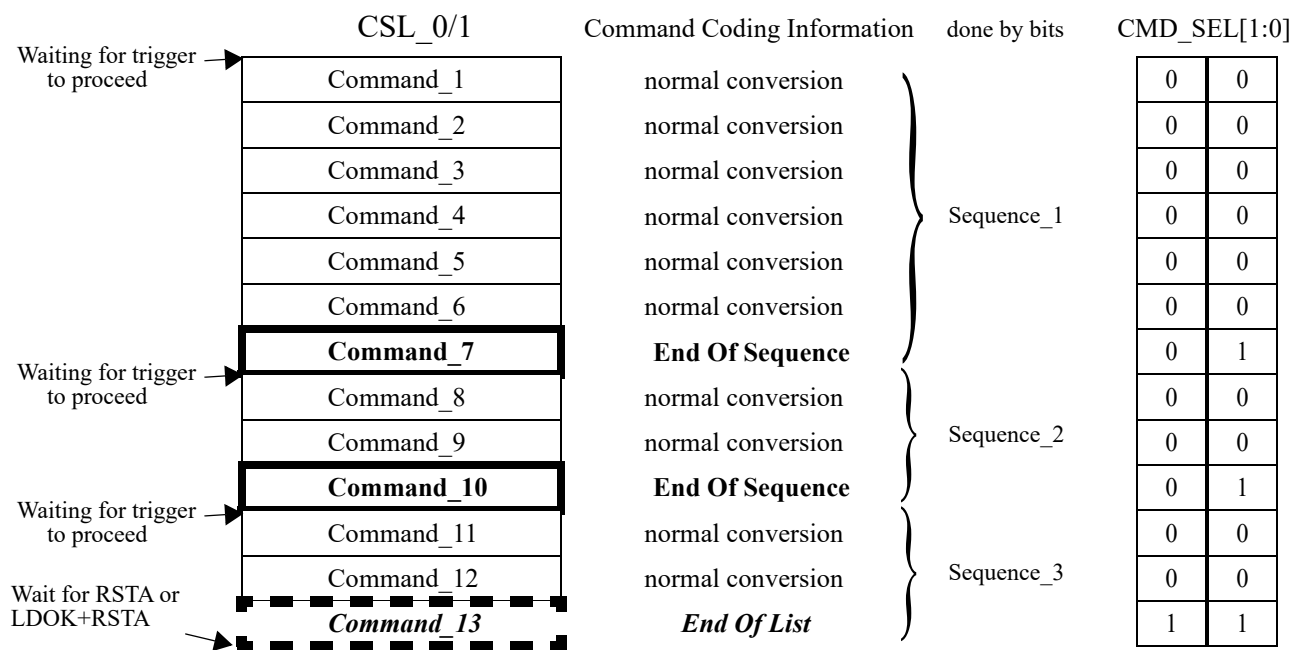 CSL_0/1 Command Coding Information done by bits CMD_SEL[1:0]
Waiting for trigger
to proceed
Command_1 normal conversion 0 0
Command_2 normal conversion 0 0
Command_3 normal conversion 0 0
Command_4 normal conversion Sequence_1 0 0
Command_5 normal conversion 0 0
Command_6 normal conversion 0 0
Command_7 End Of Sequence 0 1
Waiting for trigger
to proceed
Command_8 normal conversion 0 0
Command_9 normal conversion Sequence_2 0 0
Command_10 End Of Sequence 0 1
Waiting for trigger
to proceed
Command_11 normal conversion 0 0
Command_12 normal conversion Sequence_3 0 0
Wait for RSTA or
LDOK+RSTA
Command_13 End Of List 1 1